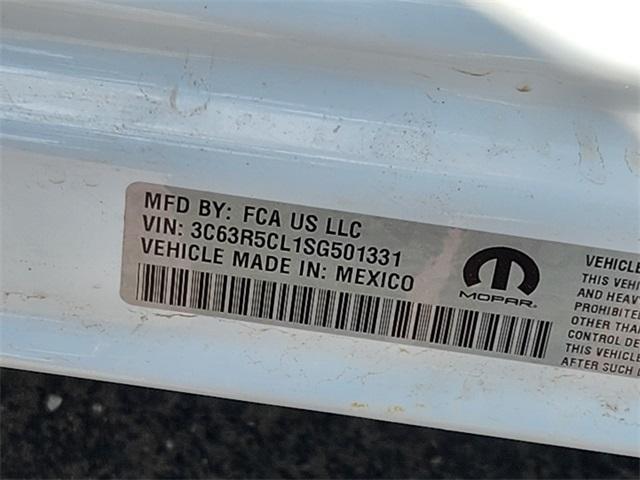 MFD BY: FCA US LLC
VIN: 3C63R5CL1SG501331
VEHICLE MADE IN: MEXICO
MOPAR
VEHICLE
THIS VEHI
AND HEAV
PROHIBITE
OTHER THA
CONTROL DE
THIS VEHICLE
AFTER SUCH